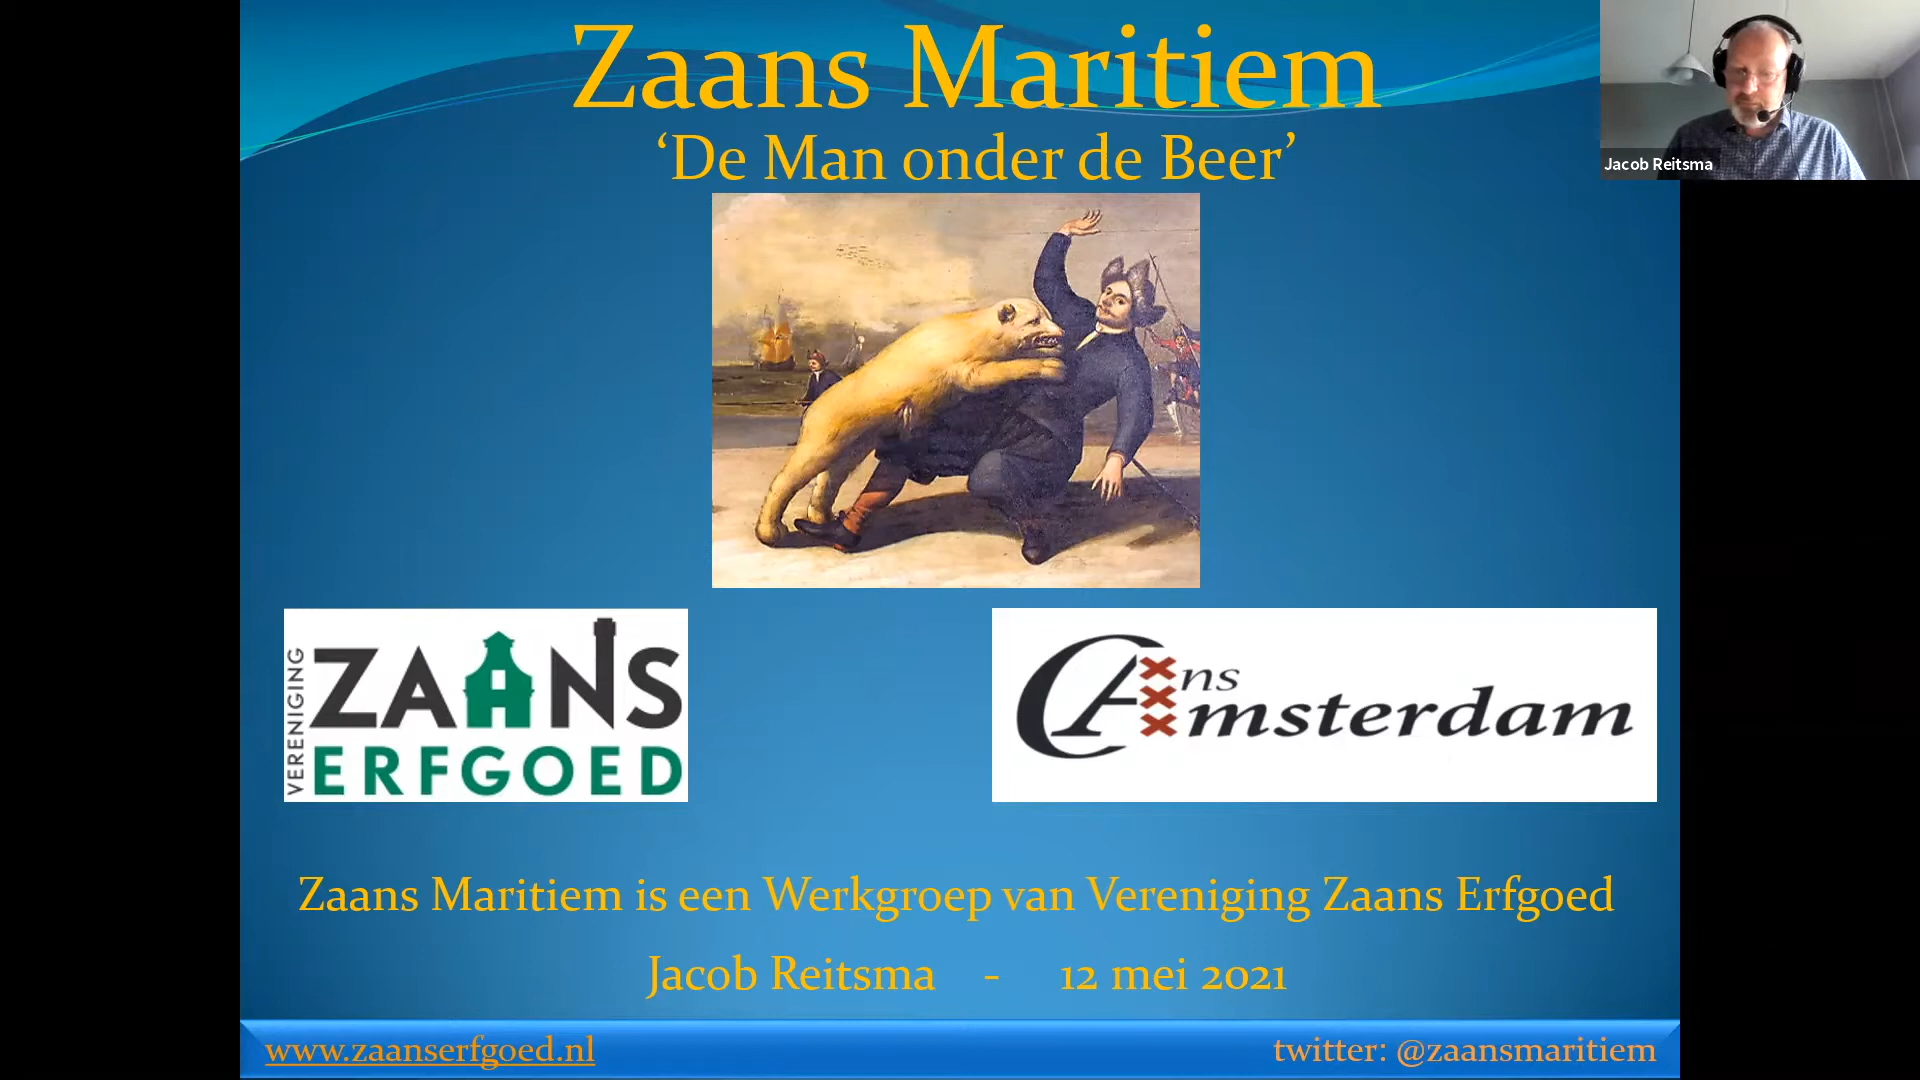 Zaans Maritiem
‘De Man onder de Beer’
Jacob Reitsma
VERENIGING
ZAANS
ERFGOED
Ons
Amsterdam
Zaans Maritiem is een Werkgroep van Vereniging Zaans Erfgoed
Jacob Reitsma - 12 mei 2021
www.zaanserfgoed.nl
twitter: @zaansmaritiem